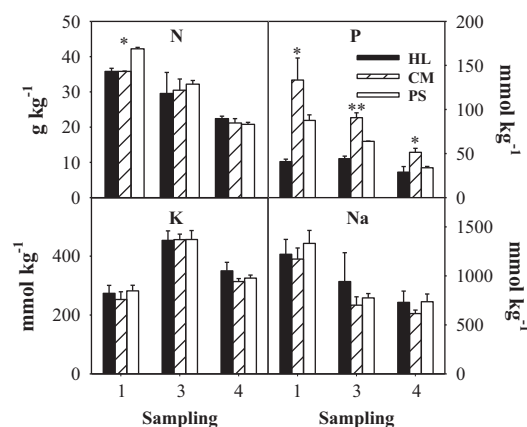 50
40
30
20
10
0
g kg⁻¹
N
*
P
*
**
*
HL
CM
PS
200
150
100
50
0
mmol kg⁻¹
400
200
0
mmol kg⁻¹
K
Na
1500
1000
500
0
mmol kg⁻¹
1 3 4
1 3 4
Sampling
Sampling